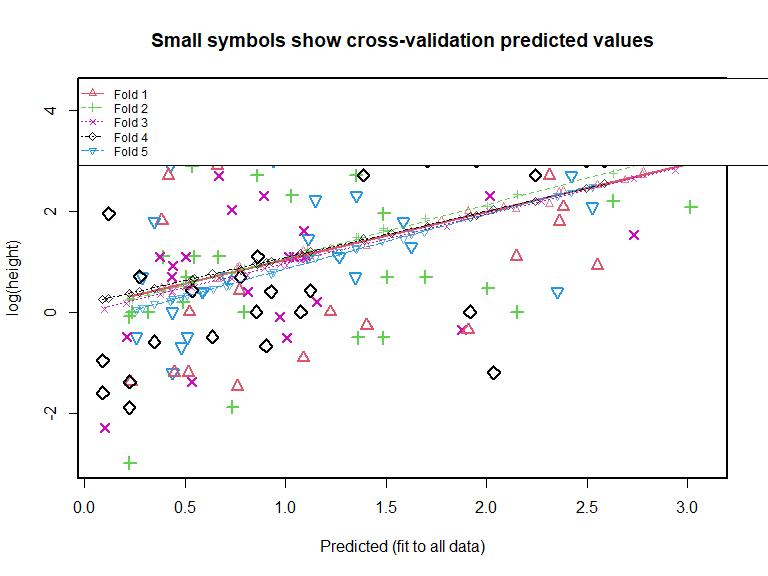 Small symbols show cross-validation predicted values
Fold 1
Fold 2
Fold 3
Fold 4
Fold 5
4
2
0
-2
log(height)
0.0 0.5 1.0 1.5 2.0 2.5 3.0
Predicted (fit to all data)